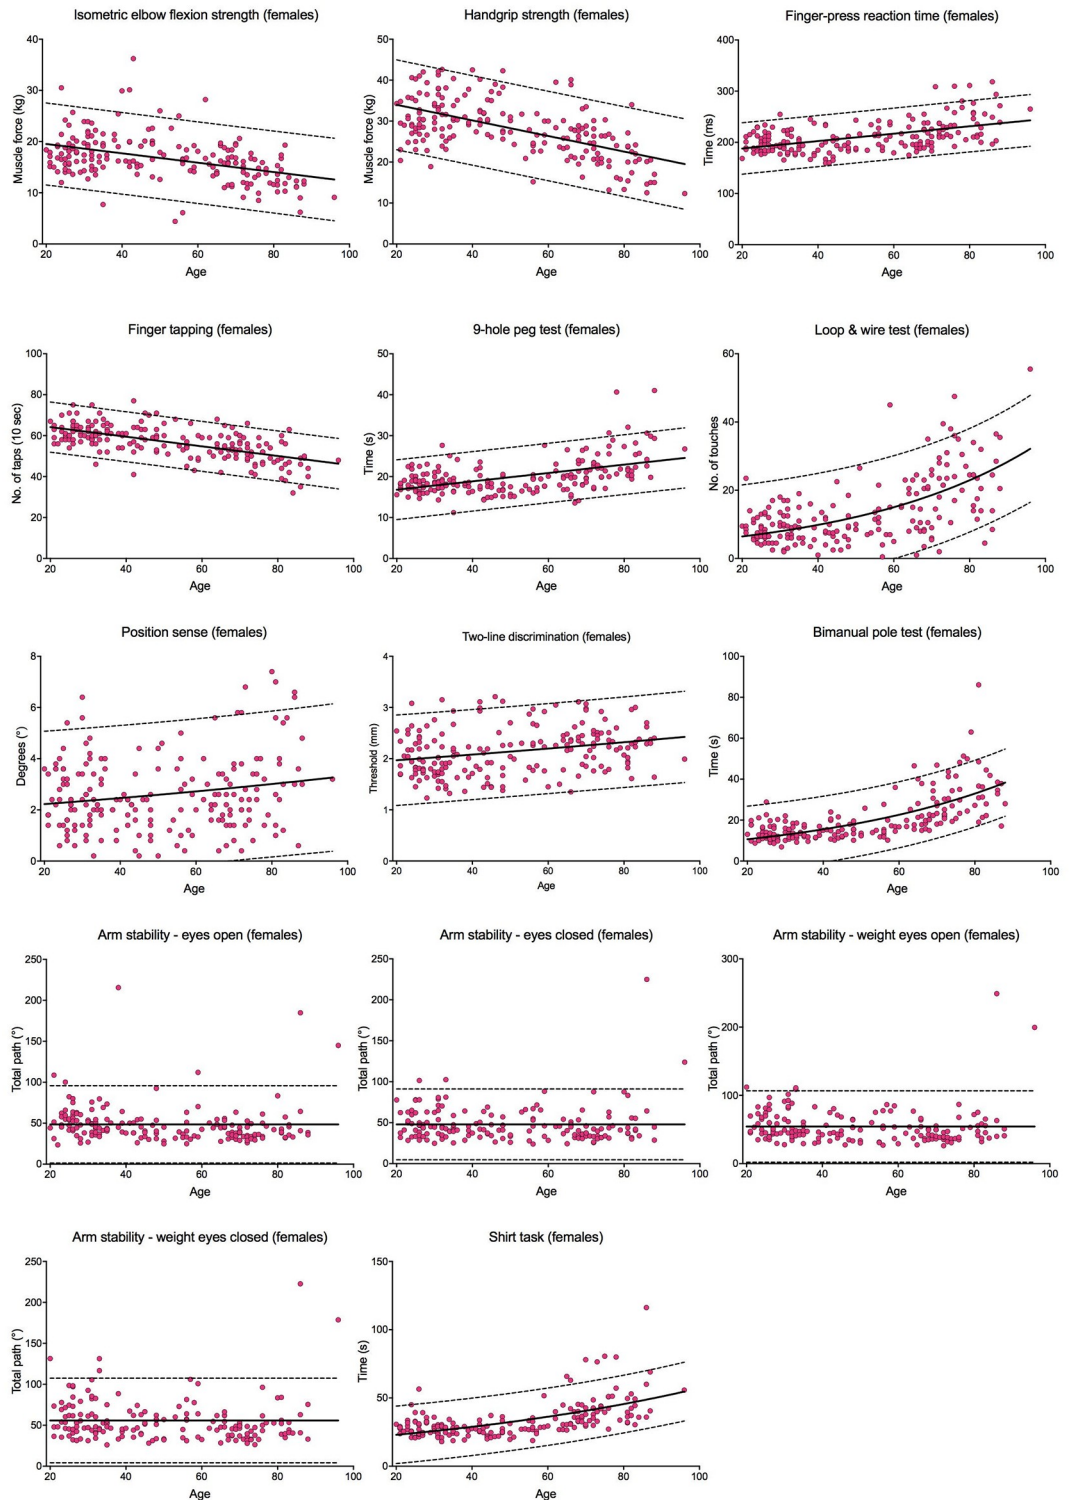 Isometric elbow flexion strength (females)
Handgrip strength (females)
Finger-press reaction time (females)
40
30
20
10
0
Muscle force (kg)
20 40 60 80 100
Age
50
40
30
20
10
0
Muscle force (kg)
20 40 60 80 100
Age
400
300
200
100
0
Time (ms)
20 40 60 80 100
Age
Finger tapping (females)
9-hole peg test (females)
Loop & wire test (females)
100
80
60
40
20
0
No. of taps (10 sec)
20 40 60 80 100
Age
50
40
30
20
10
0
Time (s)
20 40 60 80 100
Age
60
40
20
0
No. of touches
20 40 60 80 100
Age
Position sense (females)
Two-line discrimination (females)
Bimanual pole test (females)
8
6
4
2
0
Degrees (°)
20 40 60 80 100
Age
4
3
2
1
0
Threshold (mm)
20 40 60 80 100
Age
100
80
60
40
20
0
Time (s)
20 40 60 80 100
Age
Arm stability - eyes open (females)
Arm stability - eyes closed (females)
Arm stability - weight eyes open (females)
250
200
150
100
50
0
Total path (°)
20 40 60 80 100
Age
250
200
150
100
50
0
Total path (°)
20 40 60 80 100
Age
300
200
100
0
Total path (°)
20 40 60 80 100
Age
Arm stability - weight eyes closed (females)
Shirt task (females)
250
200
150
100
50
0
Total path (°)
20 40 60 80 100
Age
150
100
50
0
Time (s)
20 40 60 80 100
Age